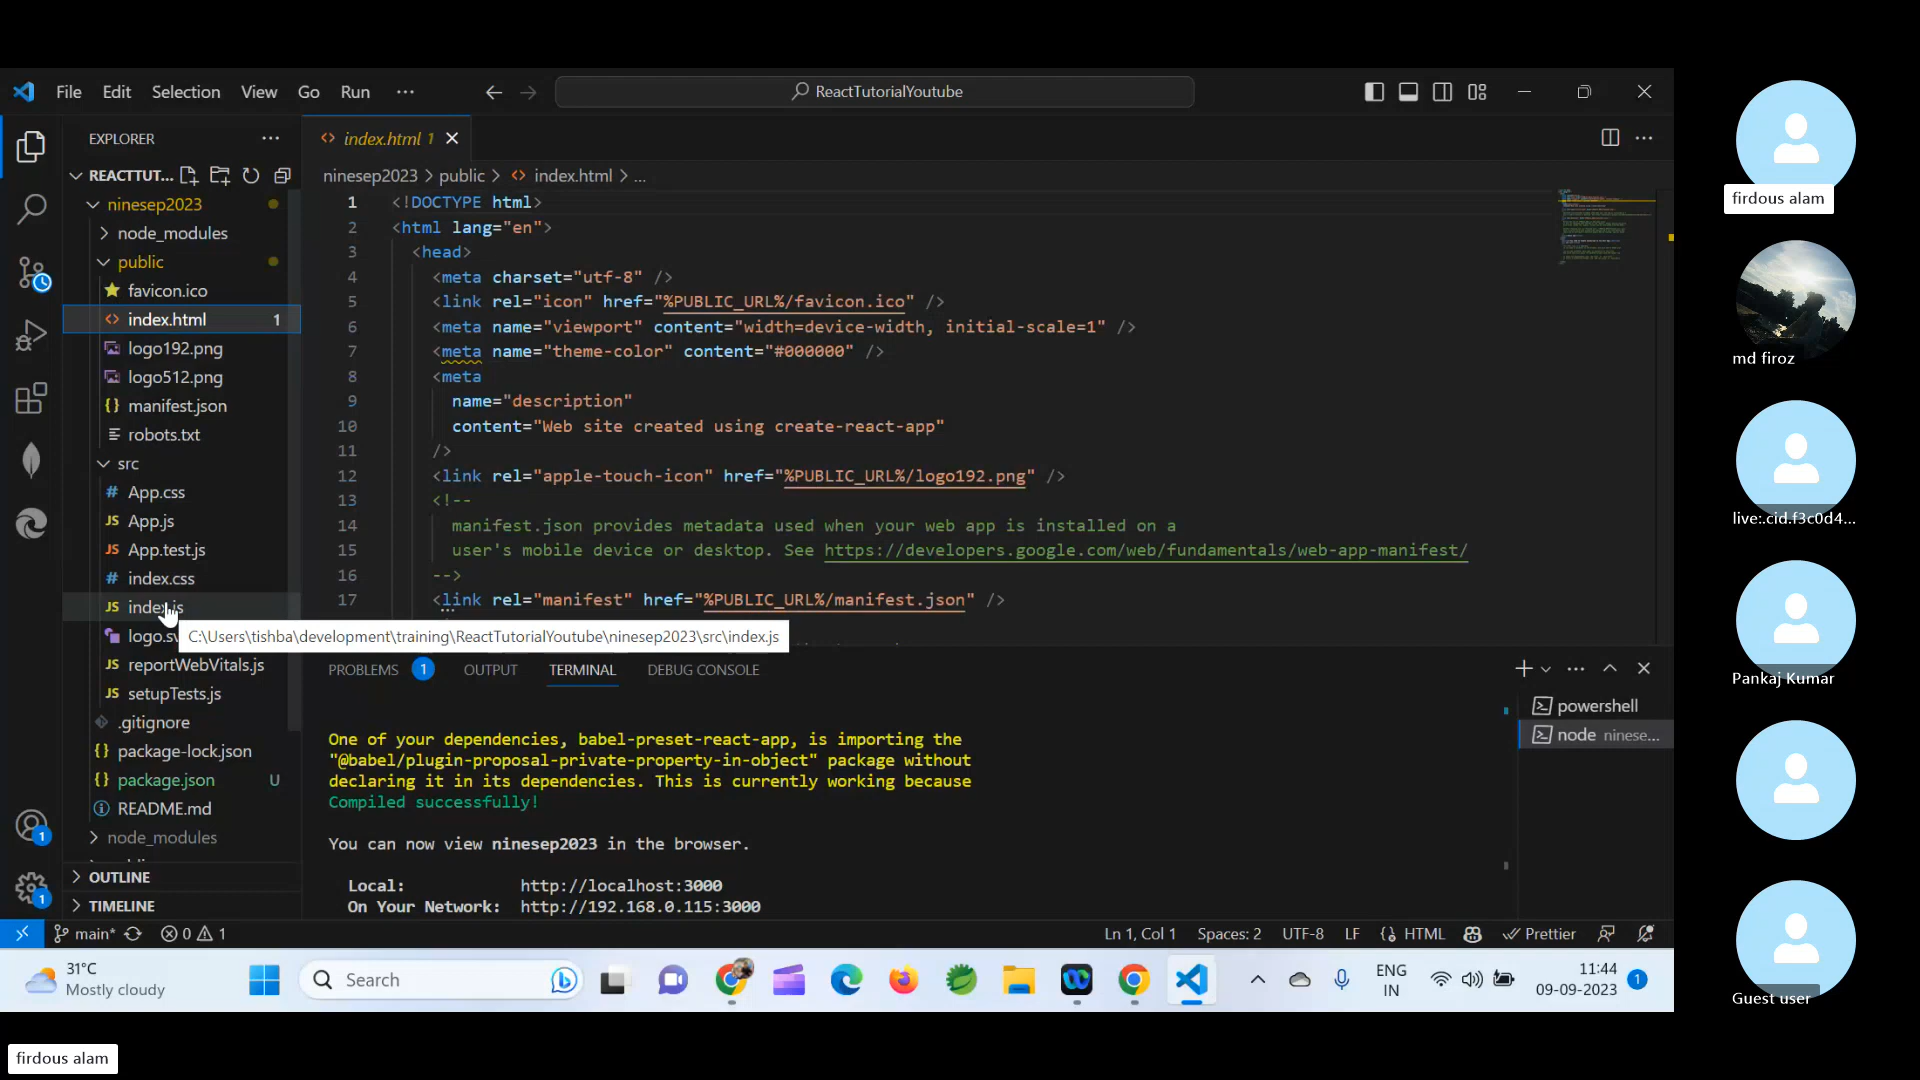 File Edit Selection View Go Run ...
ReactTutorialYoutube
EXPLORER
REACTTUT...
ninesep2023
node_modules
public
favicon.ico
index.html 1
logo192.png
logo512.png
manifest.json
robots.txt
src
App.css
App.js
App.test.js
index.css
index.js
logo.sv
C:\Users\tishba\development\training\ReactTutorialYoutube\ninesep2023\src\index.js
reportWebVitals.js
setupTests.js
.gitignore
package-lock.json
package.json U
README.md
node_modules
OUTLINE
TIMELINE
index.html 1
ninesep2023 > public > index.html > ...
1 <!DOCTYPE html>
2 <html lang="en">
3 <head>
4 <meta charset="utf-8" />
5 <link rel="icon" href="%PUBLIC_URL%/favicon.ico" />
6 <meta name="viewport" content="width=device-width, initial-scale=1" />
7 <meta name="theme-color" content="#000000" />
8 <meta
9 name="description"
10 content="Web site created using create-react-app"
11 />
12 <link rel="apple-touch-icon" href="%PUBLIC_URL%/logo192.png" />
13 <!--
14 manifest.json provides metadata used when your web app is installed on a
15 user's mobile device or desktop. See https://developers.google.com/web/fundamentals/web-app-manifest/
16 -->
17 <link rel="manifest" href="%PUBLIC_URL%/manifest.json" />
PROBLEMS 1 OUTPUT TERMINAL DEBUG CONSOLE
One of your dependencies, babel-preset-react-app, is importing the
"@babel/plugin-proposal-private-property-in-object" package without
declaring it in its dependencies. This is currently working because
Compiled successfully!
You can now view ninesep2023 in the browser.
Local: http://localhost:3000
On Your Network: http://192.168.0.115:3000
powershell
node ninese...
main* 0 1
Ln 1, Col 1 Spaces: 2 UTF-8 LF HTML Prettier
1
1
31°C
Mostly cloudy
Search
ENG
IN
11:44
09-09-2023
1
firdous alam
md firoz
live:.cid.f3c0d4...
Pankaj Kumar
Guest user
firdous alam